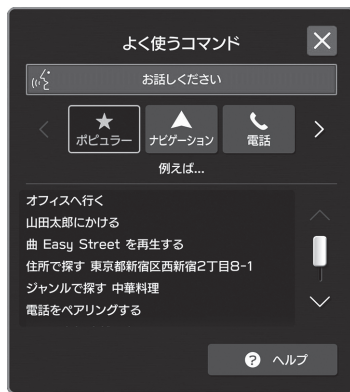 よく使うコマンド
お話しください
ポピュラー
ナビゲーション
電話
例えば...
オフィスへ行く
山田太郎にかける
曲 Easy Street を再生する
住所で探す 東京都新宿区西新宿2丁目8-1
ジャンルで探す 中華料理
電話をペアリングする
? ヘルプ